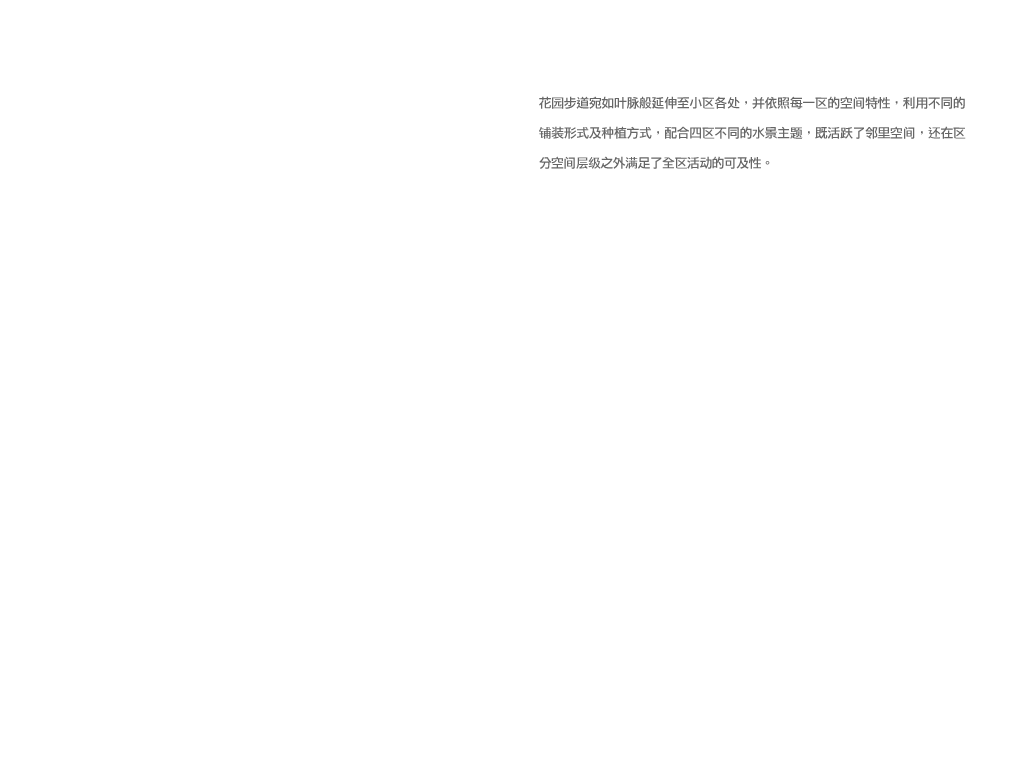 花园步道宛如叶脉般延伸至小区各处，并依照每一区的空间特性，利用不同的
铺装形式及种植方式，配合四区不同的水景主题，既活跃了邻里空间，还在区
分空间层级之外满足了全区活动的可及性。